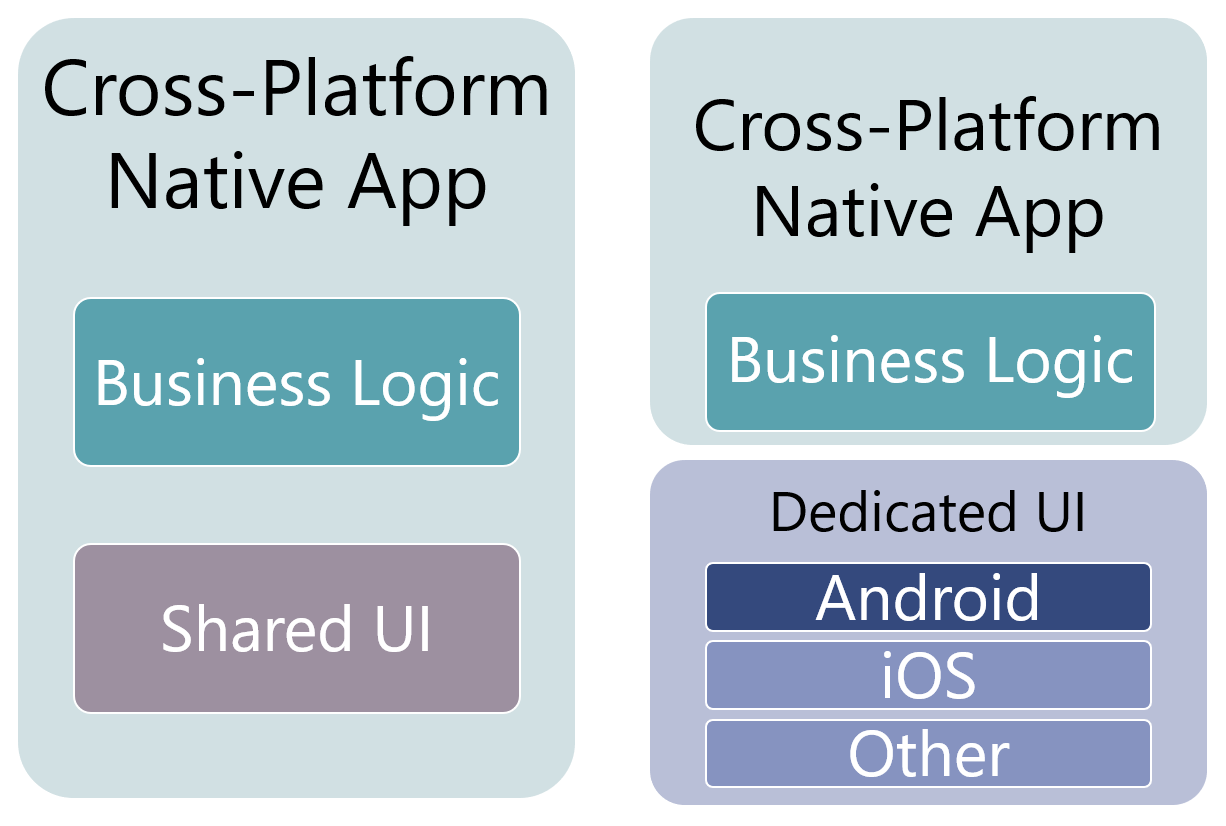 Cross-Platform
Native App
Business Logic
Shared UI
Cross-Platform
Native App
Business Logic
Dedicated UI
Android
iOS
Other